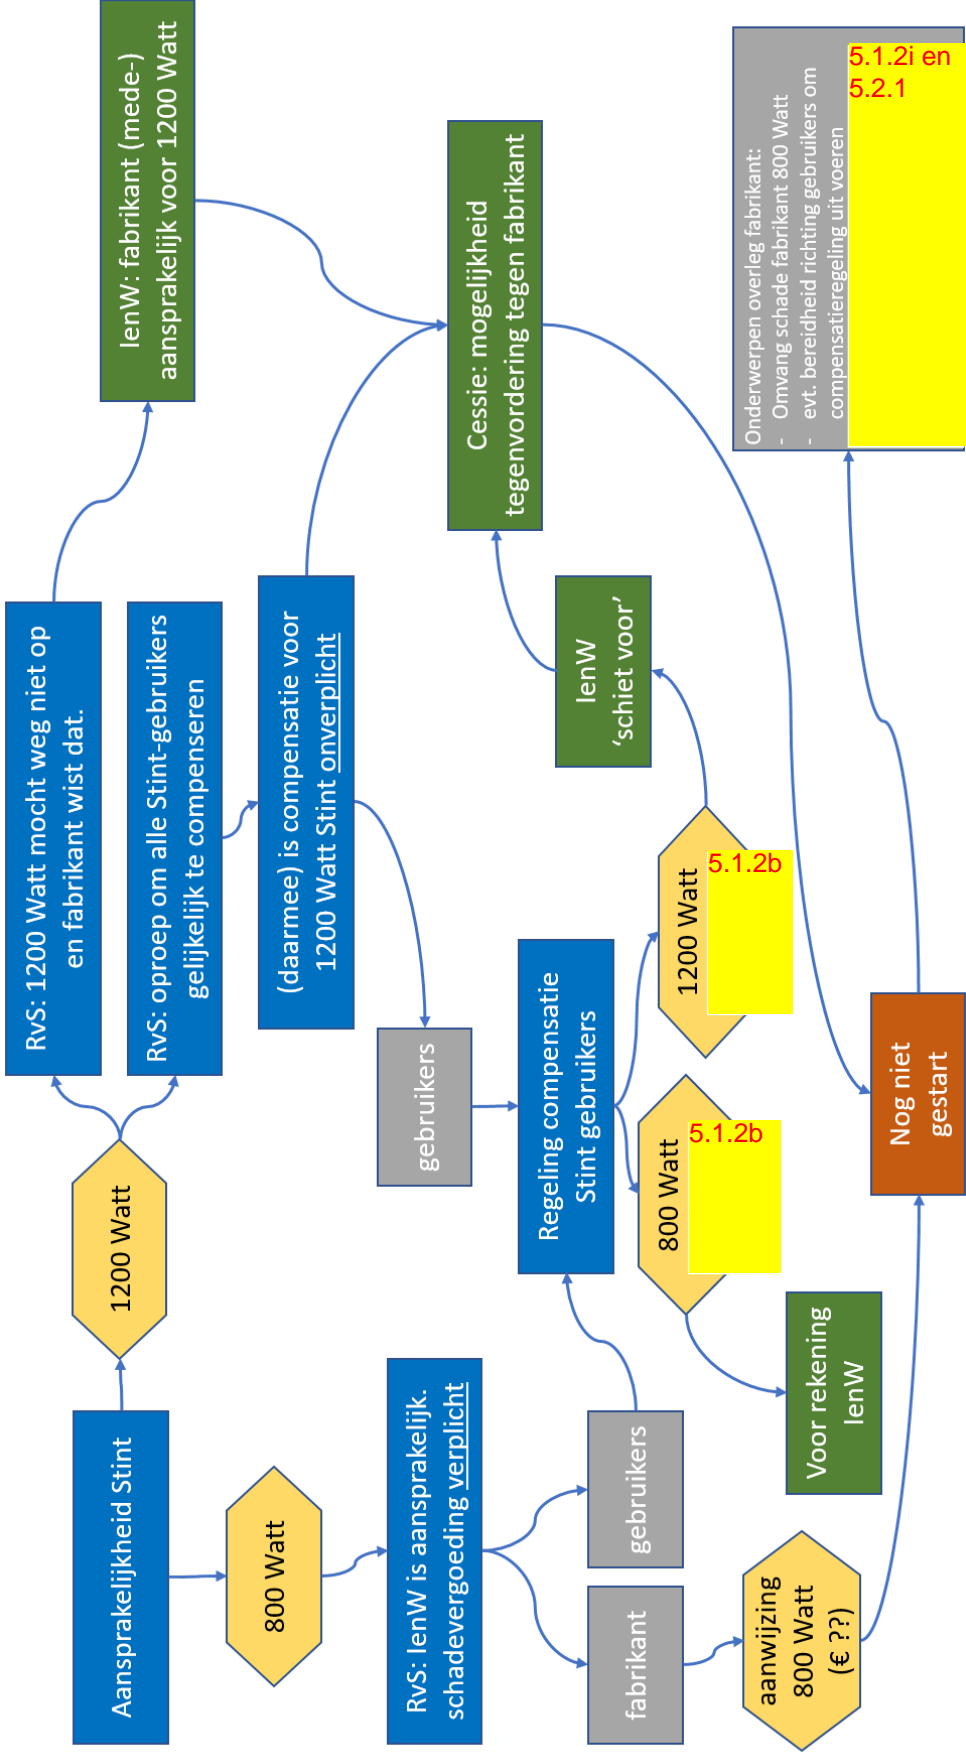 Aansprakelijkheid Stint
1200 Watt
RvS: 1200 Watt mocht weg niet op
en fabrikant wist dat.
IenW: fabrikant (mede-)
aansprakelijk voor 1200 Watt
RvS: oproep om alle Stint-gebruikers
gelijkelijk te compenseren
800 Watt
(daarmee) is compensatie voor
1200 Watt Stint onverplicht
RvS: IenW is aansprakelijk.
schadevergoeding verplicht
gebruikers
Cessie: mogelijkheid
tegenvordering tegen fabrikant
fabrikant
gebruikers
Regeling compensatie
Stint gebruikers
IenW
‘schiet voor’
800 Watt
5.1.2b
1200 Watt
5.1.2b
aanwijzing
800 Watt
(€ ??)
Voor rekening
IenW
Nog niet
gestart
Onderwerpen overleg fabrikant:
- Omvang schade fabrikant 800 Watt
- evt. bereidheid richting gebruikers om
compensatieregeling uit voeren
5.1.2i en
5.2.1